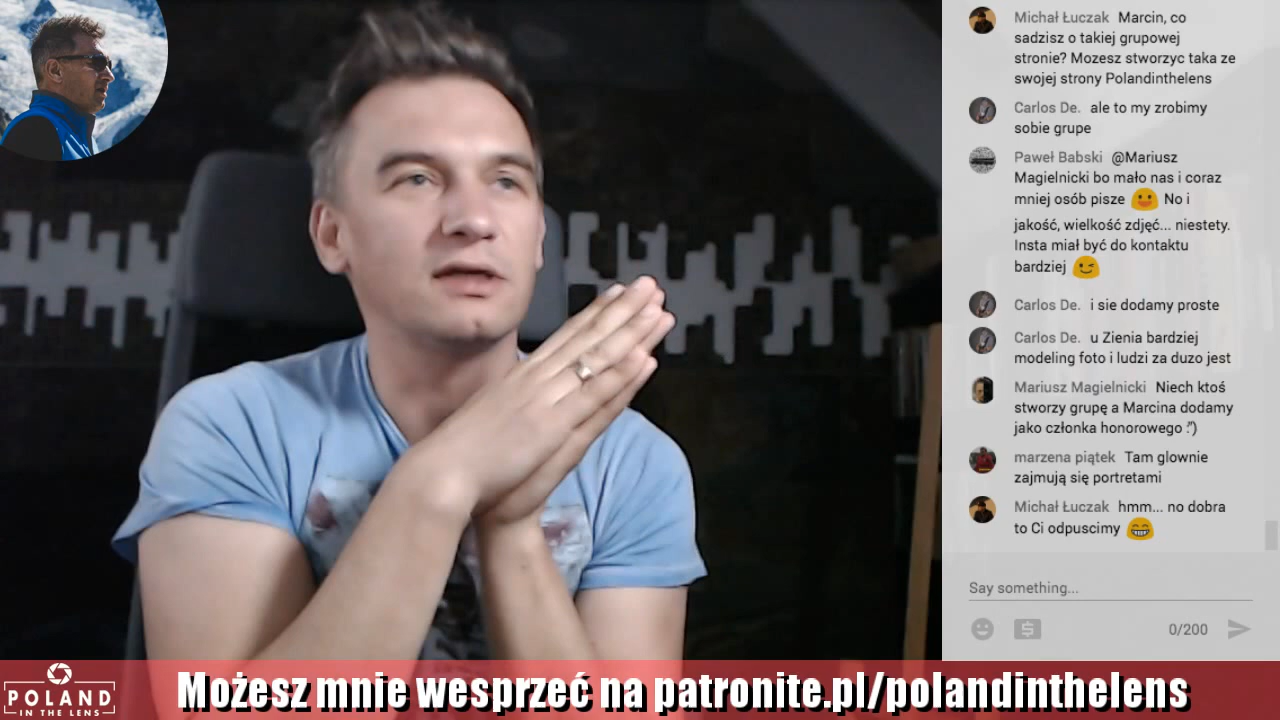 Michał Łuczak Marcin, co
sadzisz o takiej grupowej
stronie? Mozesz stworzyc taka ze
swojej strony Polandinthelens
Carlos De. ale to my zrobimy
sobie grupe
Paweł Babski @Mariusz
Magielnicki bo mało nas i coraz
mniej osób pisze 😃 No i
jakość, wielkość zdjęć... niestety.
Insta miał być do kontaktu
bardziej 😉
Carlos De. i sie dodamy proste
Carlos De. u Zienia bardziej
modeling foto i ludzi za duzo jest
Mariusz Magielnicki Niech ktoś
stworzy grupę a Marcina dodamy
jako członka honorowego :")
marzena piątek Tam glownie
zajmują się portretami
Michał Łuczak hmm... no dobra
to Ci odpuscimy 😁
Say something...
0/200
POLAND
IN THE LENS
Możesz mnie wesprzeć na patronite.pl/polandinthelens